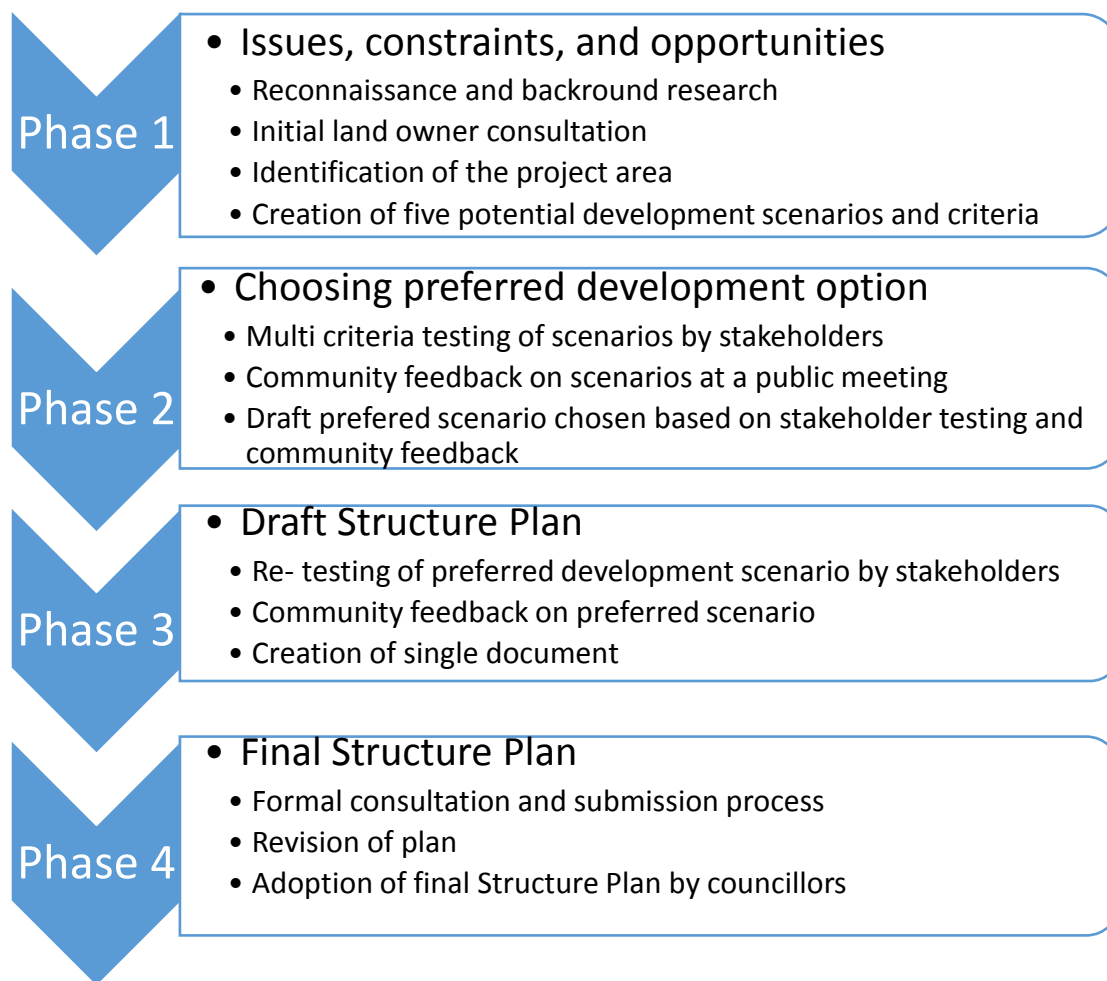 Phase 1
• Issues, constraints, and opportunities
• Reconnaissance and backround research
• Initial land owner consultation
• Identification of the project area
• Creation of five potential development scenarios and criteria
Phase 2
• Choosing preferred development option
• Multi criteria testing of scenarios by stakeholders
• Community feedback on scenarios at a public meeting
• Draft prefered scenario chosen based on stakeholder testing and
community feedback
Phase 3
• Draft Structure Plan
• Re- testing of preferred development scenario by stakeholders
• Community feedback on preferred scenario
• Creation of single document
Phase 4
• Final Structure Plan
• Formal consultation and submission process
• Revision of plan
• Adoption of final Structure Plan by councillors